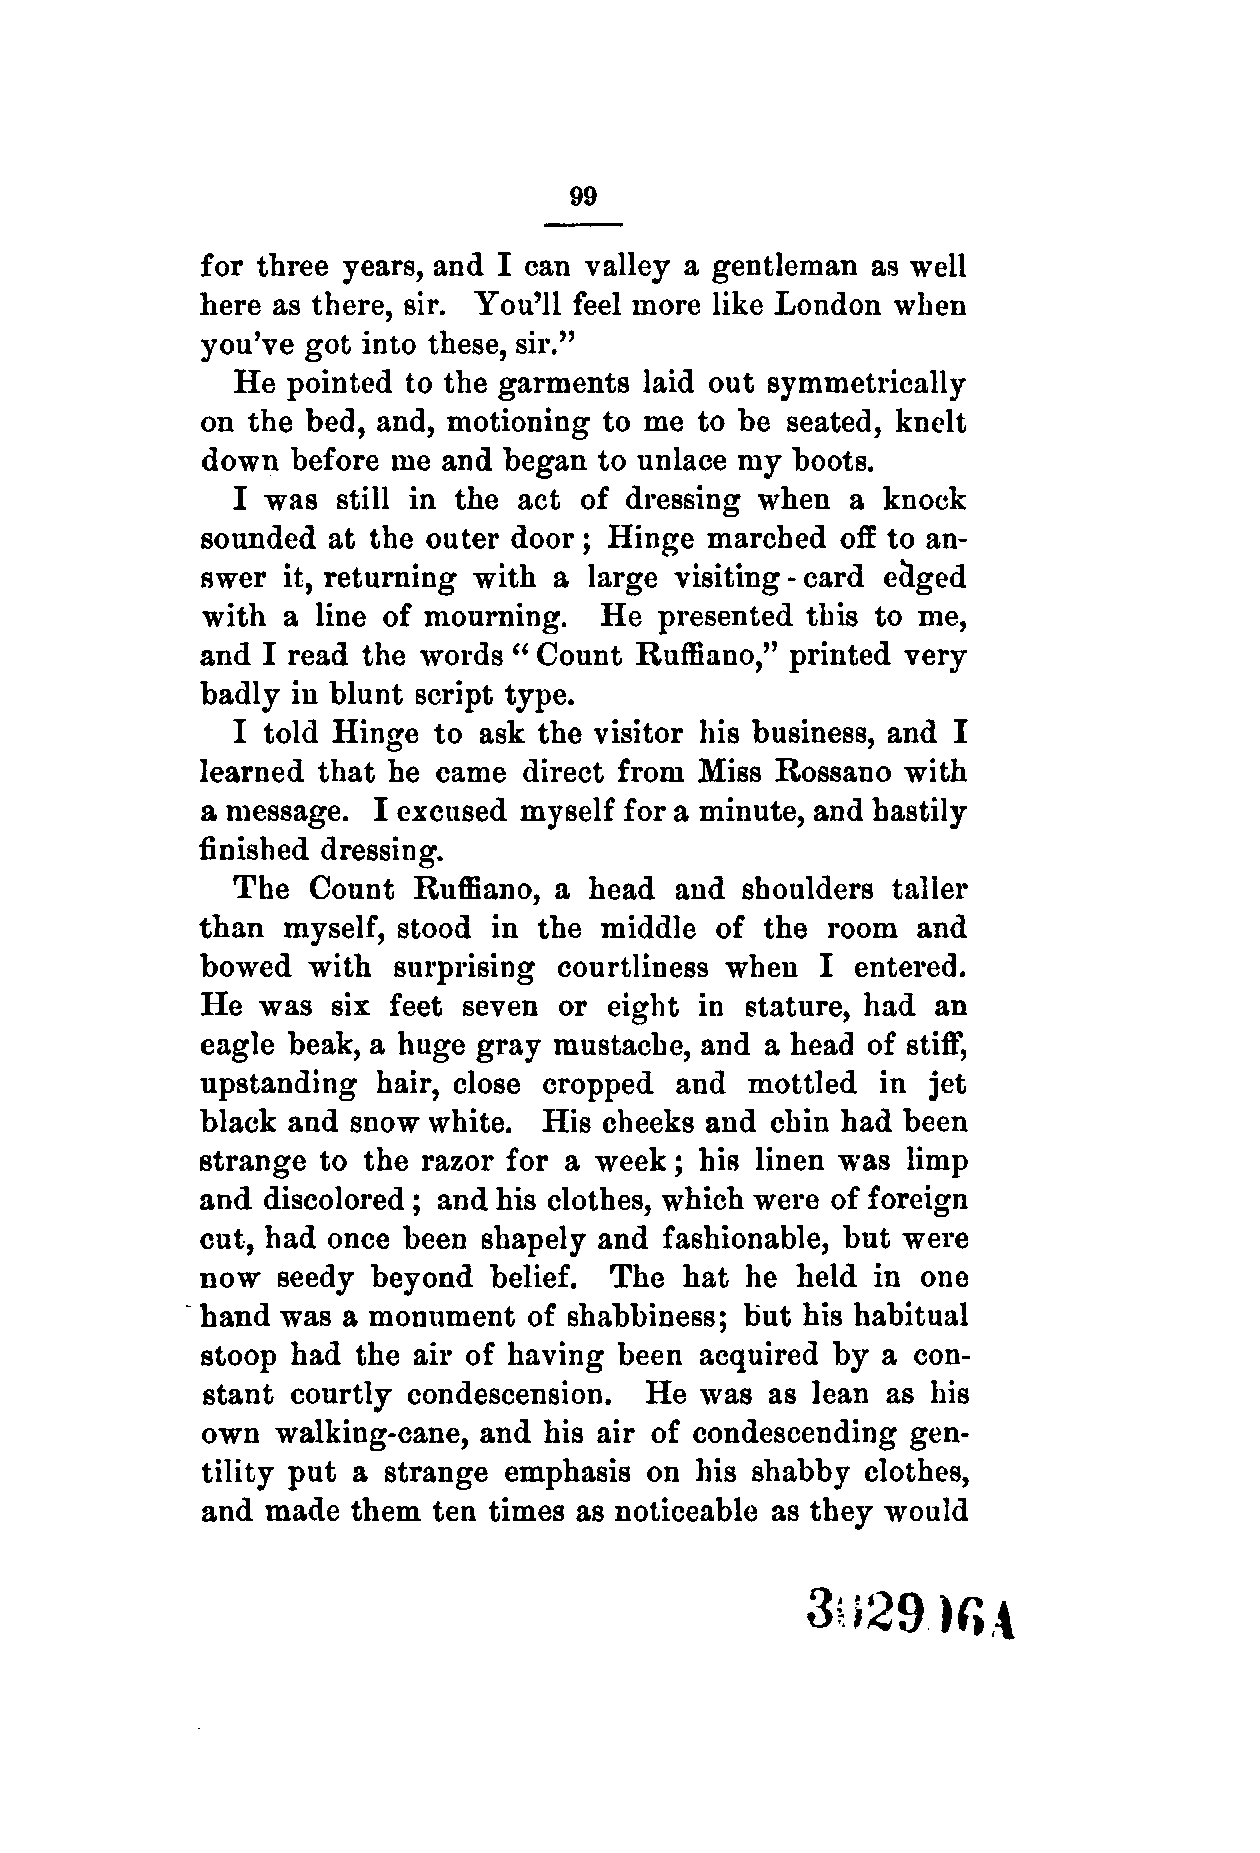 99
for three years, and I can valley a gentleman as well
here as there, sir. You'll feel more like London when
you've got into these, sir."
He pointed to the garments laid out symmetrically
on the bed, and, motioning to me to be seated, knelt
down before me and began to unlace my boots.
I was still in the act of dressing when a knock
sounded at the outer door; Hinge marched off to an-
swer it, returning with a large visiting-card edged
with a line of mourning. He presented this to me,
and I read the words "Count Ruffiano," printed very
badly in blunt script type.
I told Hinge to ask the visitor his business, and I
learned that he came direct from Miss Rossano with
a message. I excused myself for a minute, and hastily
finished dressing.
The Count Ruffiano, a head and shoulders taller
than myself, stood in the middle of the room and
bowed with surprising courtliness when I entered.
He was six feet seven or eight in stature, had an
eagle beak, a huge gray mustache, and a head of stiff,
upstanding hair, close cropped and mottled in jet
black and snow white. His cheeks and chin had been
strange to the razor for a week; his linen was limp
and discolored; and his clothes, which were of foreign
cut, had once been shapely and fashionable, but were
now seedy beyond belief. The hat he held in one
hand was a monument of shabbiness; but his habitual
stoop had the air of having been acquired by a con-
stant courtly condescension. He was as lean as his
own walking-cane, and his air of condescending gen-
tility put a strange emphasis on his shabby clothes,
and made them ten times as noticeable as they would